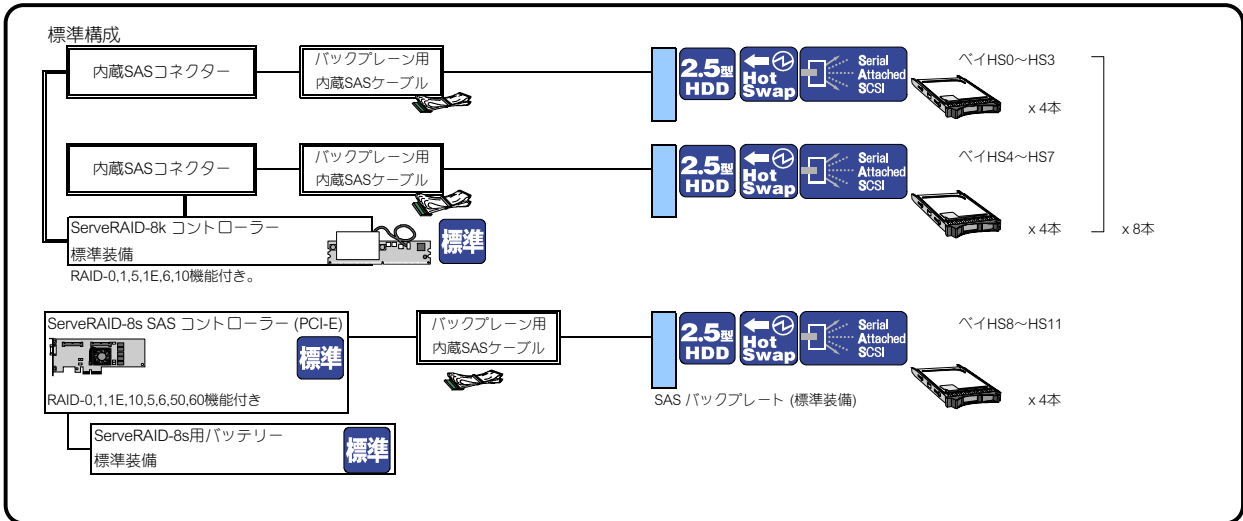 標準構成
内蔵SASコネクター
バックプレーン用
内蔵SASケーブル
2.5型
HDD
Hot
Swap
Serial
Attached
SCSI
ベイHS0～HS3
x 4本
内蔵SASコネクター
バックプレーン用
内蔵SASケーブル
2.5型
HDD
Hot
Swap
Serial
Attached
SCSI
ベイHS4～HS7
x 4本
x 8本
ServeRAID-8k コントローラー
標準装備
標準
RAID-0,1,5,1E,6,10機能付き。
ServeRAID-8s SAS コントローラー (PCI-E)
標準
RAID-0,1,1E,10,5,6,50,60機能付き
バックプレーン用
内蔵SASケーブル
2.5型
HDD
Hot
Swap
Serial
Attached
SCSI
ベイHS8～HS11
SAS バックプレート (標準装備)
x 4本
ServeRAID-8s用バッテリー
標準装備
標準